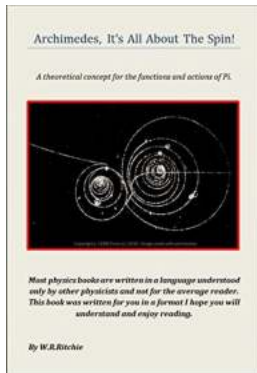 Archimedes, It's All About The Spin!
A theoretical concept for the functions and actions of Pi.
Most physics books are written in a language understood
only by other physicists and not for the average reader.
This book was written for you in a format I hope you will
understand and enjoy reading.
By W.R.Ritchie